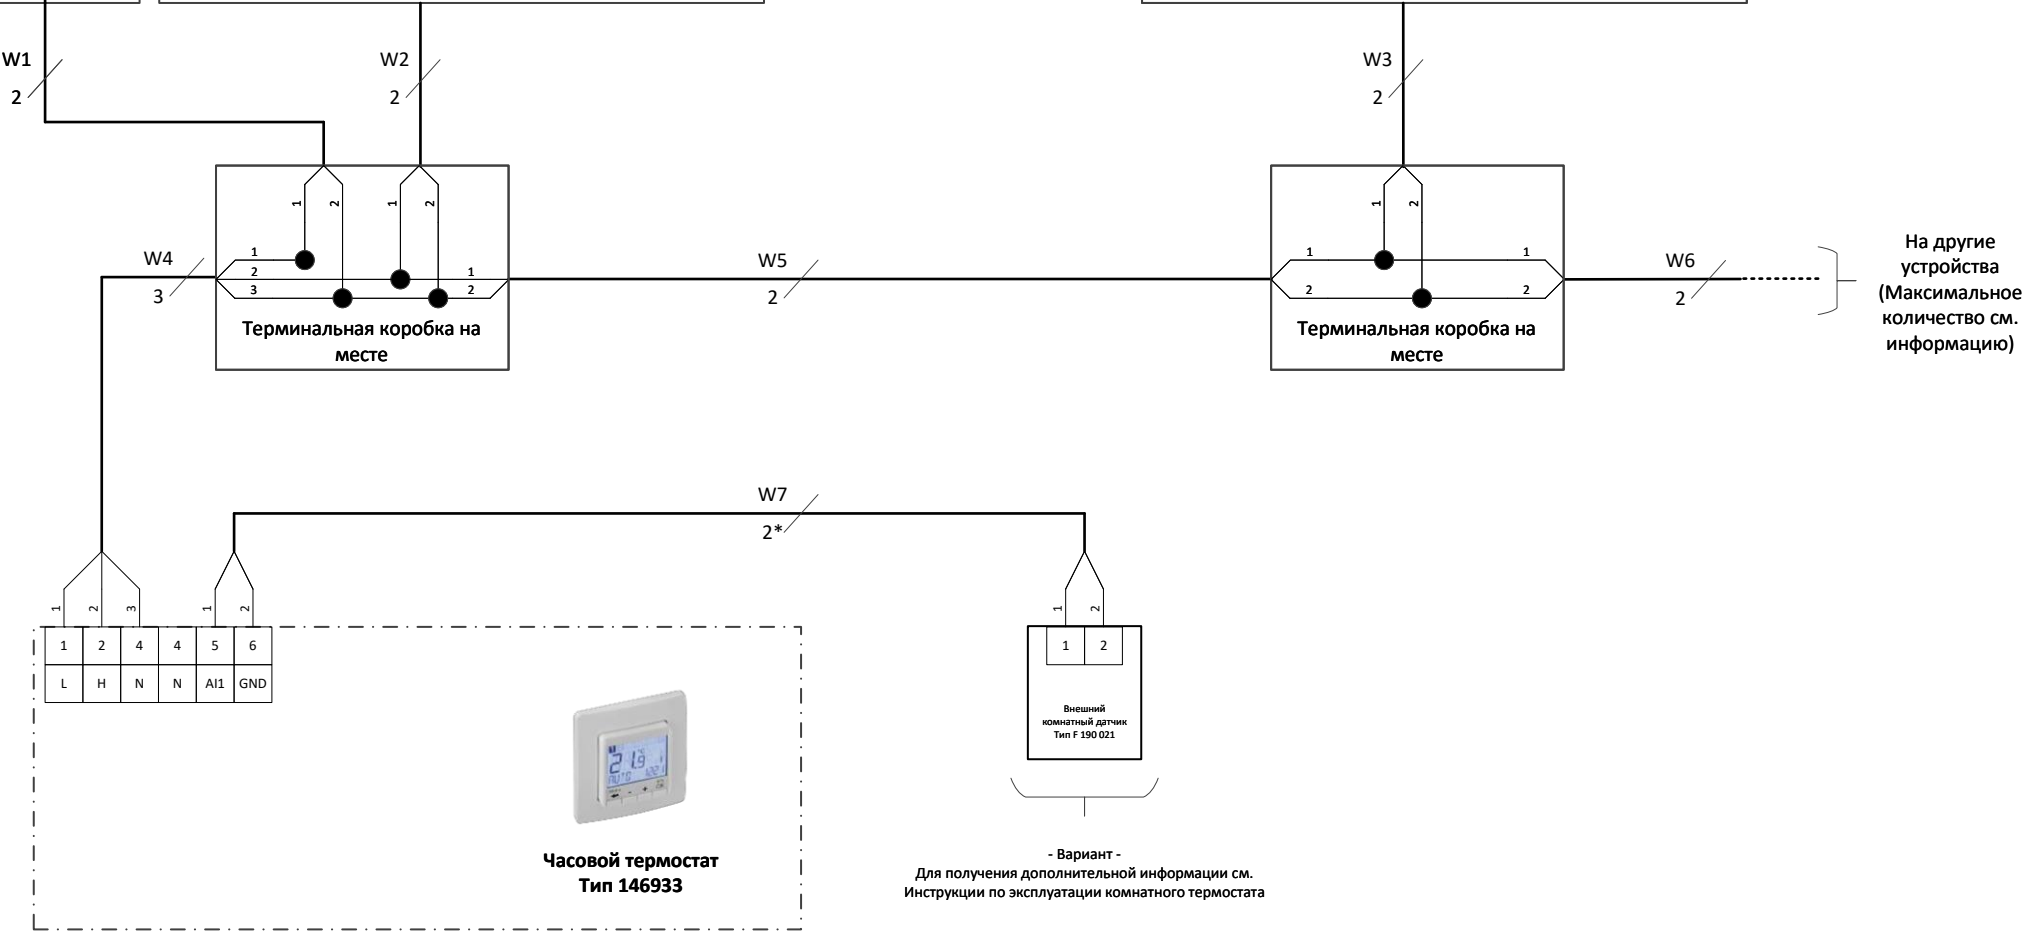 W1
2
W2
2
W3
2
1
2
1
2
1
2
W4
3
1
2
3
1
2
Терминальная коробка на
месте
W5
2
1
2
1
2
Терминальная коробка на
месте
W6
2
На другие
устройства
(Максимальное
количество см.
информацию)
W7
2*
1
2
3
1
2
1 2 4 4 5 6
L H N N AI1 GND
21.9
AUTO
Часовой термостат
Тип 146933
1
2
1 2
Внешний
комнатный датчик
Тип F 190 021
- Вариант -
Для получения дополнительной информации см.
Инструкции по эксплуатации комнатного термостата